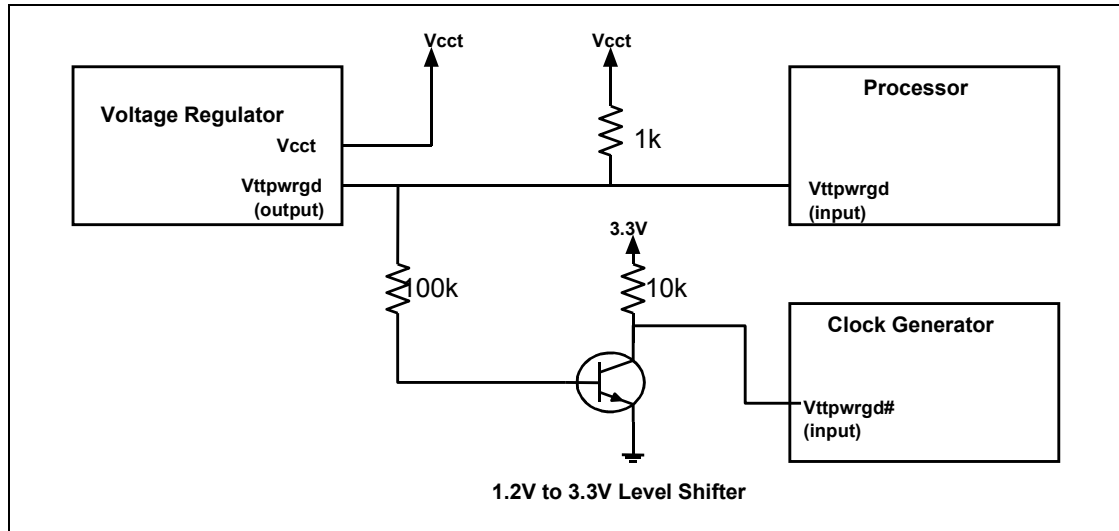 Vcct
Vcct
Voltage Regulator
Processor
1k
Vcct
Vttpwrgd
(output)
Vttpwrgd
(input)
3.3V
100k
10k
Clock Generator
Vttpwrgd#
(input)
1.2V to 3.3V Level Shifter